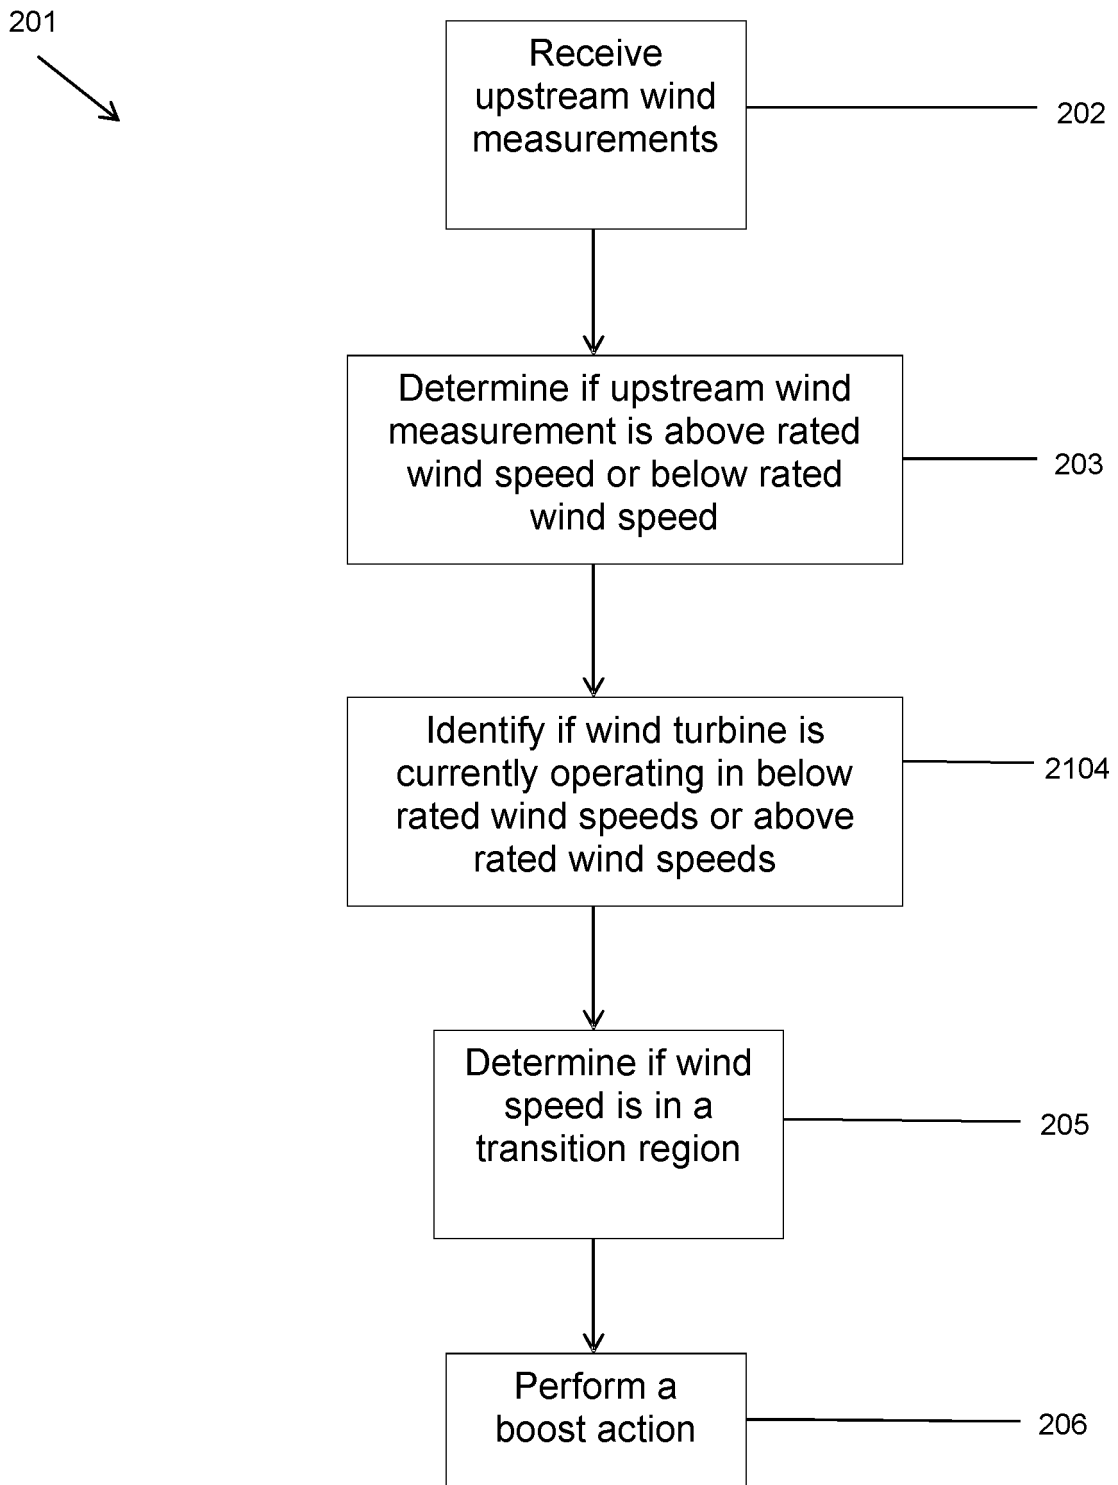 201
Receive
upstream wind
measurements
202
Determine if upstream wind
measurement is above rated
wind speed or below rated
wind speed
203
Identify if wind turbine is
currently operating in below
rated wind speeds or above
rated wind speeds
2104
Determine if wind
speed is in a
transition region
205
Perform a
boost action
206